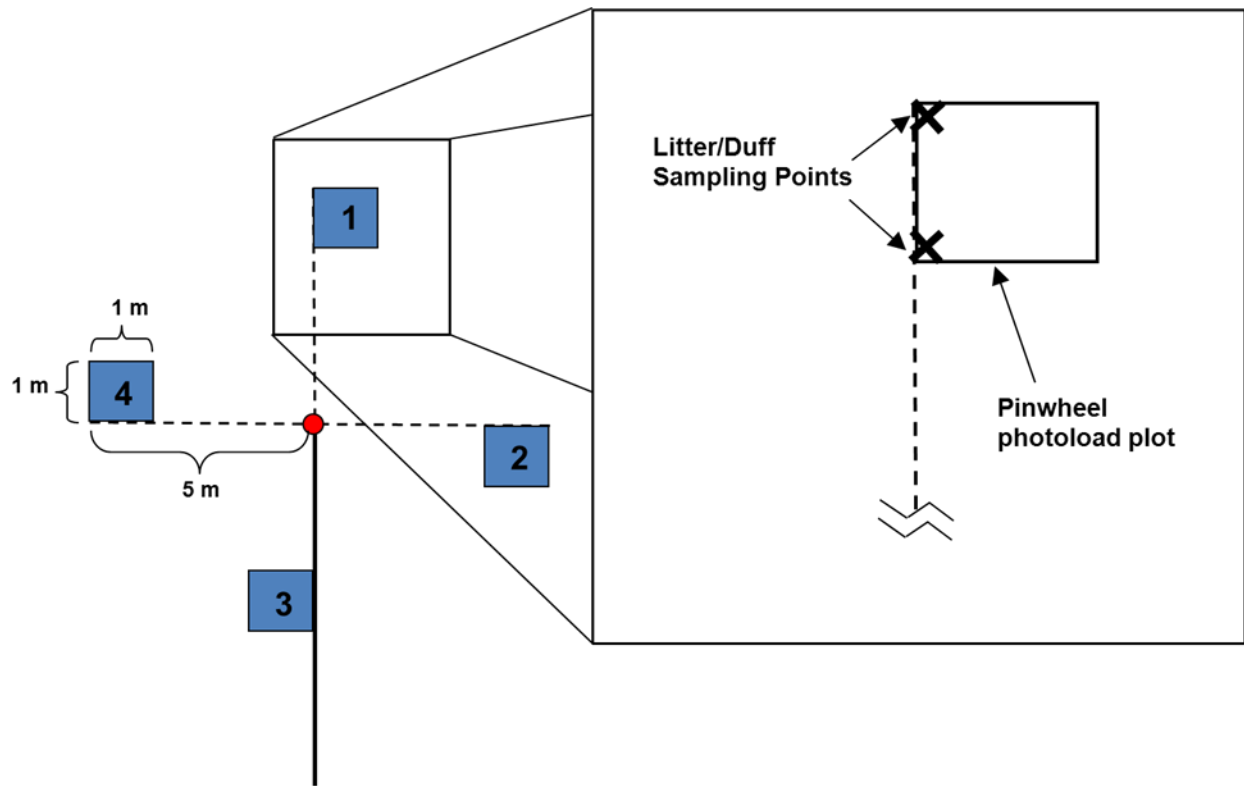 1
Litter/Duff
Sampling Points
1 m
1 m
4
2
5 m
Pinwheel
photoload plot
3